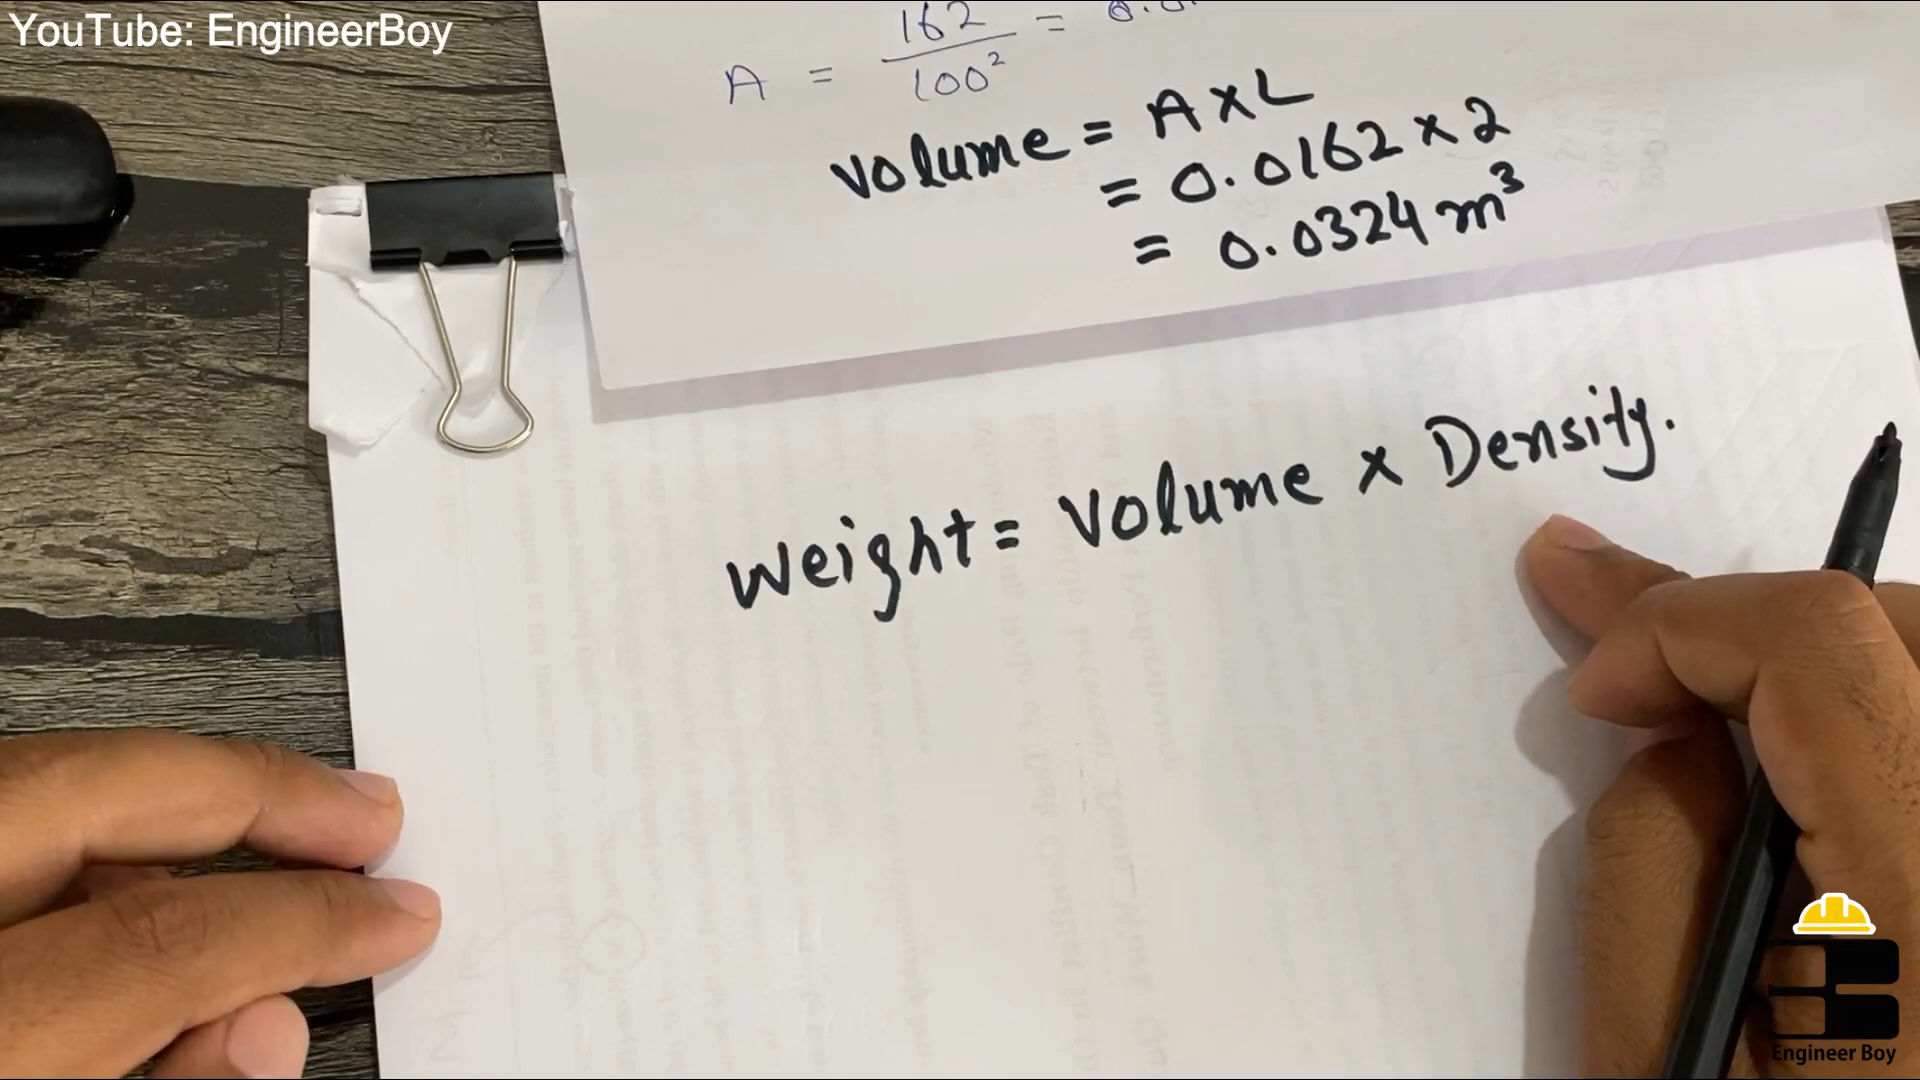 YouTube: EngineerBoy
162
A = ——— =
100²
Volume = A x L
= 0.0162 x 2
= 0.0324 m³
Weight = Volume x Density.
Engineer Boy